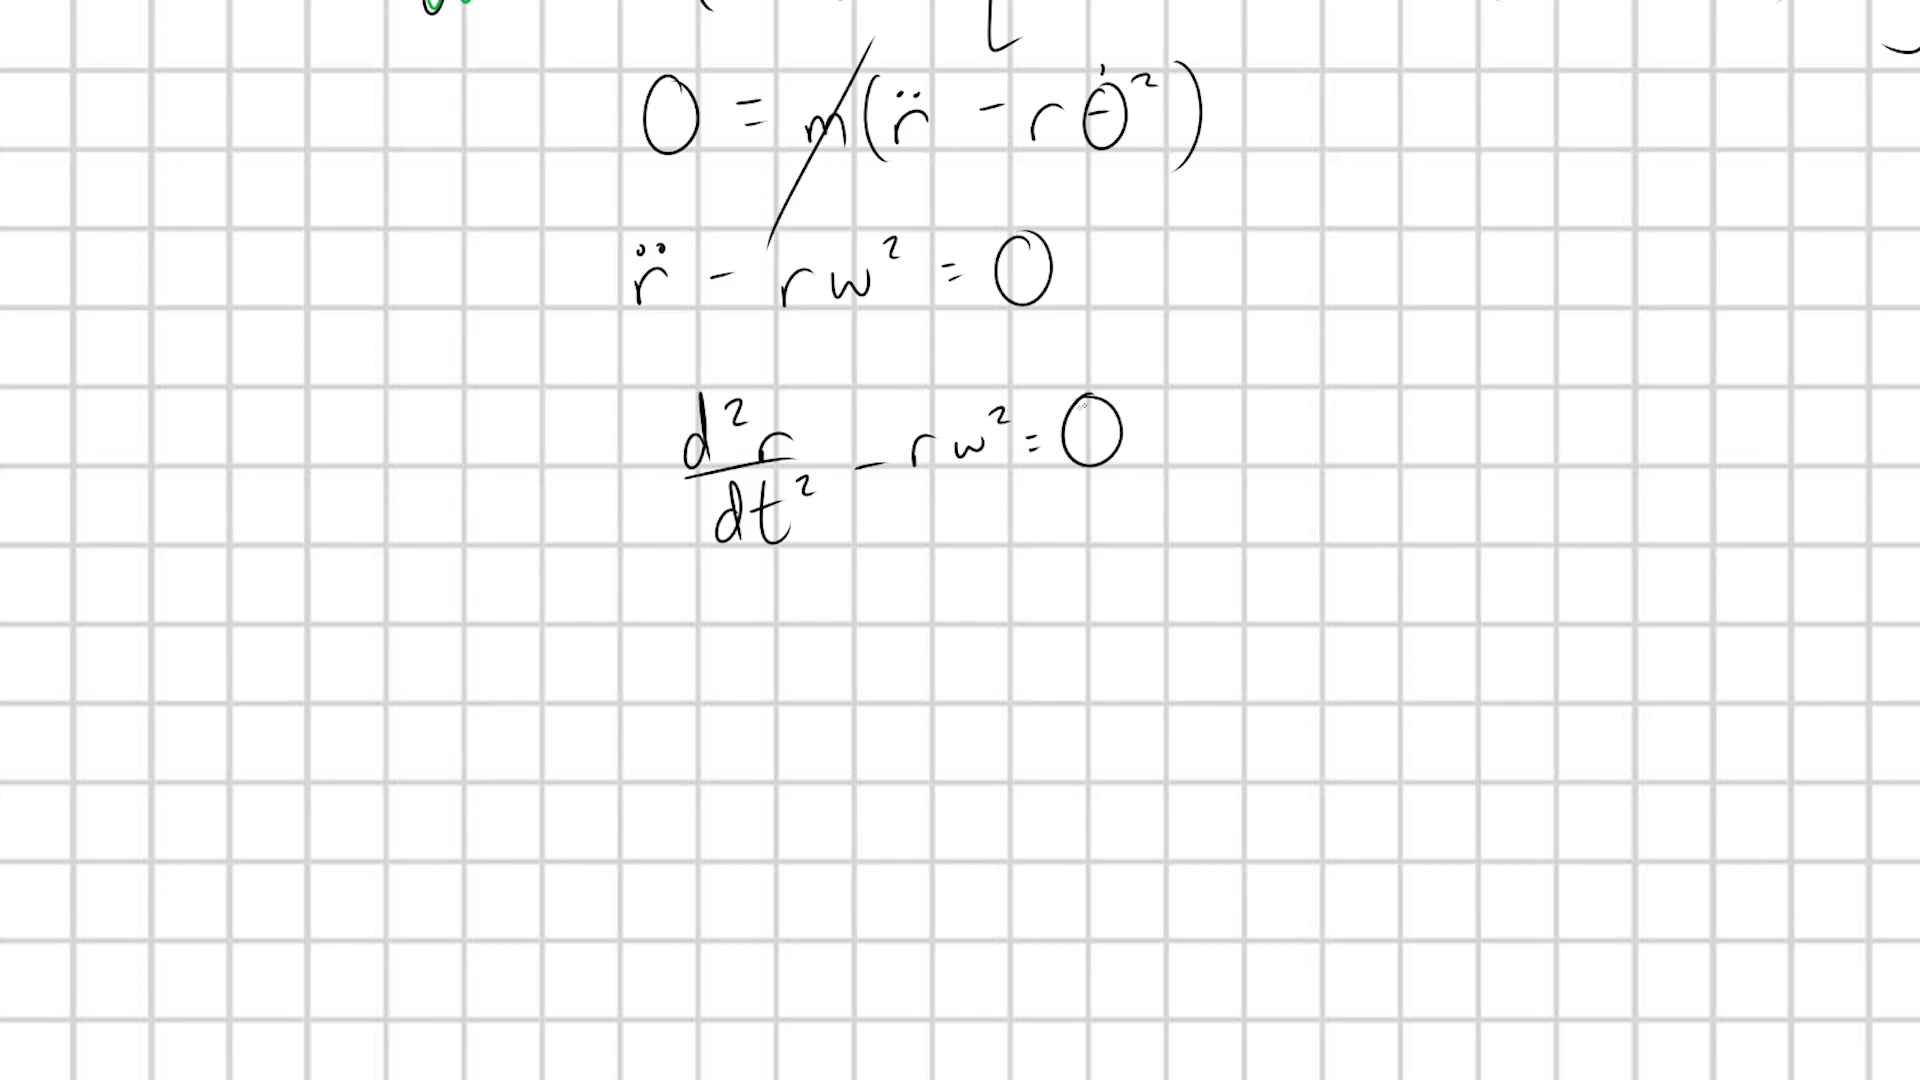 0 = m(r̈ - rθ̇²)
r̈ - rw² = 0
d²r/dt² - rw² = 0